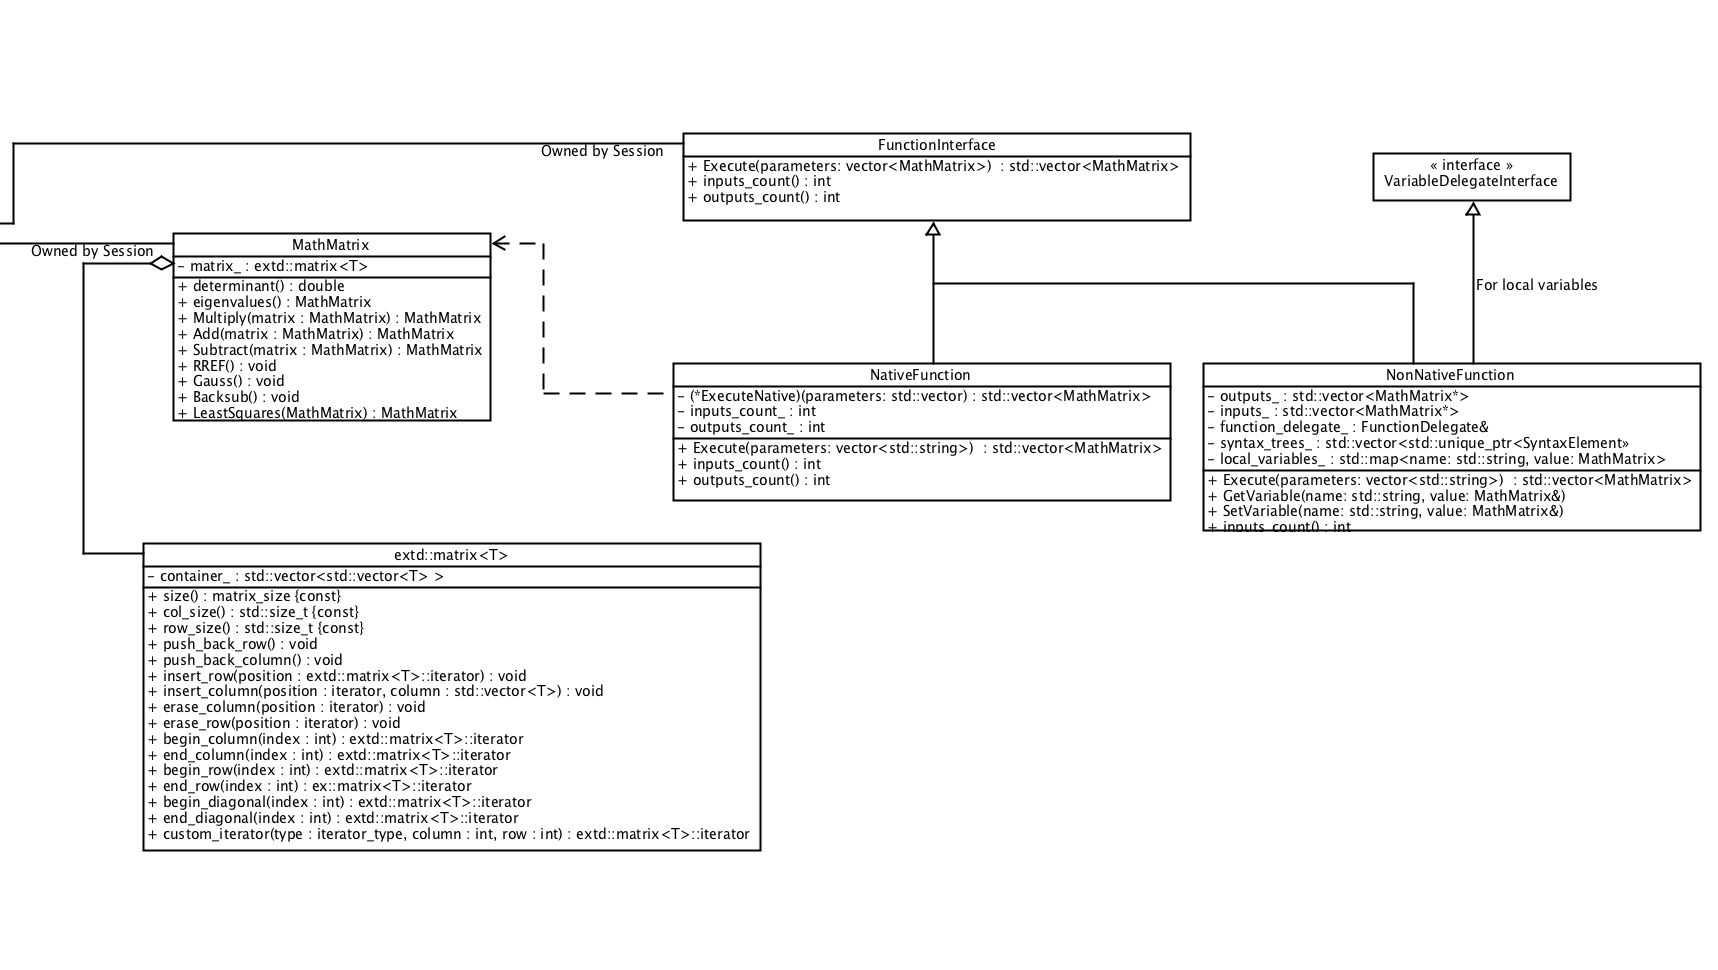 Owned by Session
FunctionInterface
+ Execute(parameters: vector<MathMatrix>)  : std::vector<MathMatrix>
+ inputs_count() : int
+ outputs_count() : int
« interface »
VariableDelegateInterface
Owned by Session
MathMatrix
– matrix_ : extd::matrix<T>
+ determinant() : double
+ eigenvalues() : MathMatrix
+ Multiply(matrix : MathMatrix) : MathMatrix
+ Add(matrix : MathMatrix) : MathMatrix
+ Subtract(matrix : MathMatrix) : MathMatrix
+ RREF() : void
+ Gauss() : void
+ Backsub() : void
+ LeastSquares(MathMatrix) : MathMatrix
For local variables
NativeFunction
– (*ExecuteNative)(parameters: std::vector) : std::vector<MathMatrix>
– inputs_count_ : int
– outputs_count_ : int
+ Execute(parameters: vector<std::string>)  : std::vector<MathMatrix>
+ inputs_count() : int
+ outputs_count() : int
NonNativeFunction
– outputs_ : std::vector<MathMatrix*>
– inputs_ : std::vector<MathMatrix*>
– function_delegate_ : FunctionDelegate&
– syntax_trees_ : std::vector<std::unique_ptr<SyntaxElement»
– local_variables_ : std::map<name: std::string, value: MathMatrix>
+ Execute(parameters: vector<std::string>)  : std::vector<MathMatrix>
+ GetVariable(name: std::string, value: MathMatrix&)
+ SetVariable(name: std::string, value: MathMatrix&)
+ inputs_count() : int
extd::matrix<T>
– container_ : std::vector<std::vector<T> >
+ size() : matrix_size {const}
+ col_size() : std::size_t {const}
+ row_size() : std::size_t {const}
+ push_back_row() : void
+ push_back_column() : void
+ insert_row(position : extd::matrix<T>::iterator) : void
+ insert_column(position : iterator, column : std::vector<T>) : void
+ erase_column(position : iterator) : void
+ erase_row(position : iterator) : void
+ begin_column(index : int) : extd::matrix<T>::iterator
+ end_column(index : int) : extd::matrix<T>::iterator
+ begin_row(index : int) : extd::matrix<T>::iterator
+ end_row(index : int) : ex::matrix<T>::iterator
+ begin_diagonal(index : int) : extd::matrix<T>::iterator
+ end_diagonal(index : int) : extd::matrix<T>::iterator
+ custom_iterator(type : iterator_type, column : int, row : int) : extd::matrix<T>::iterator